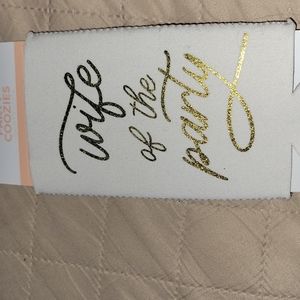 wife
of the
party
COOZIES